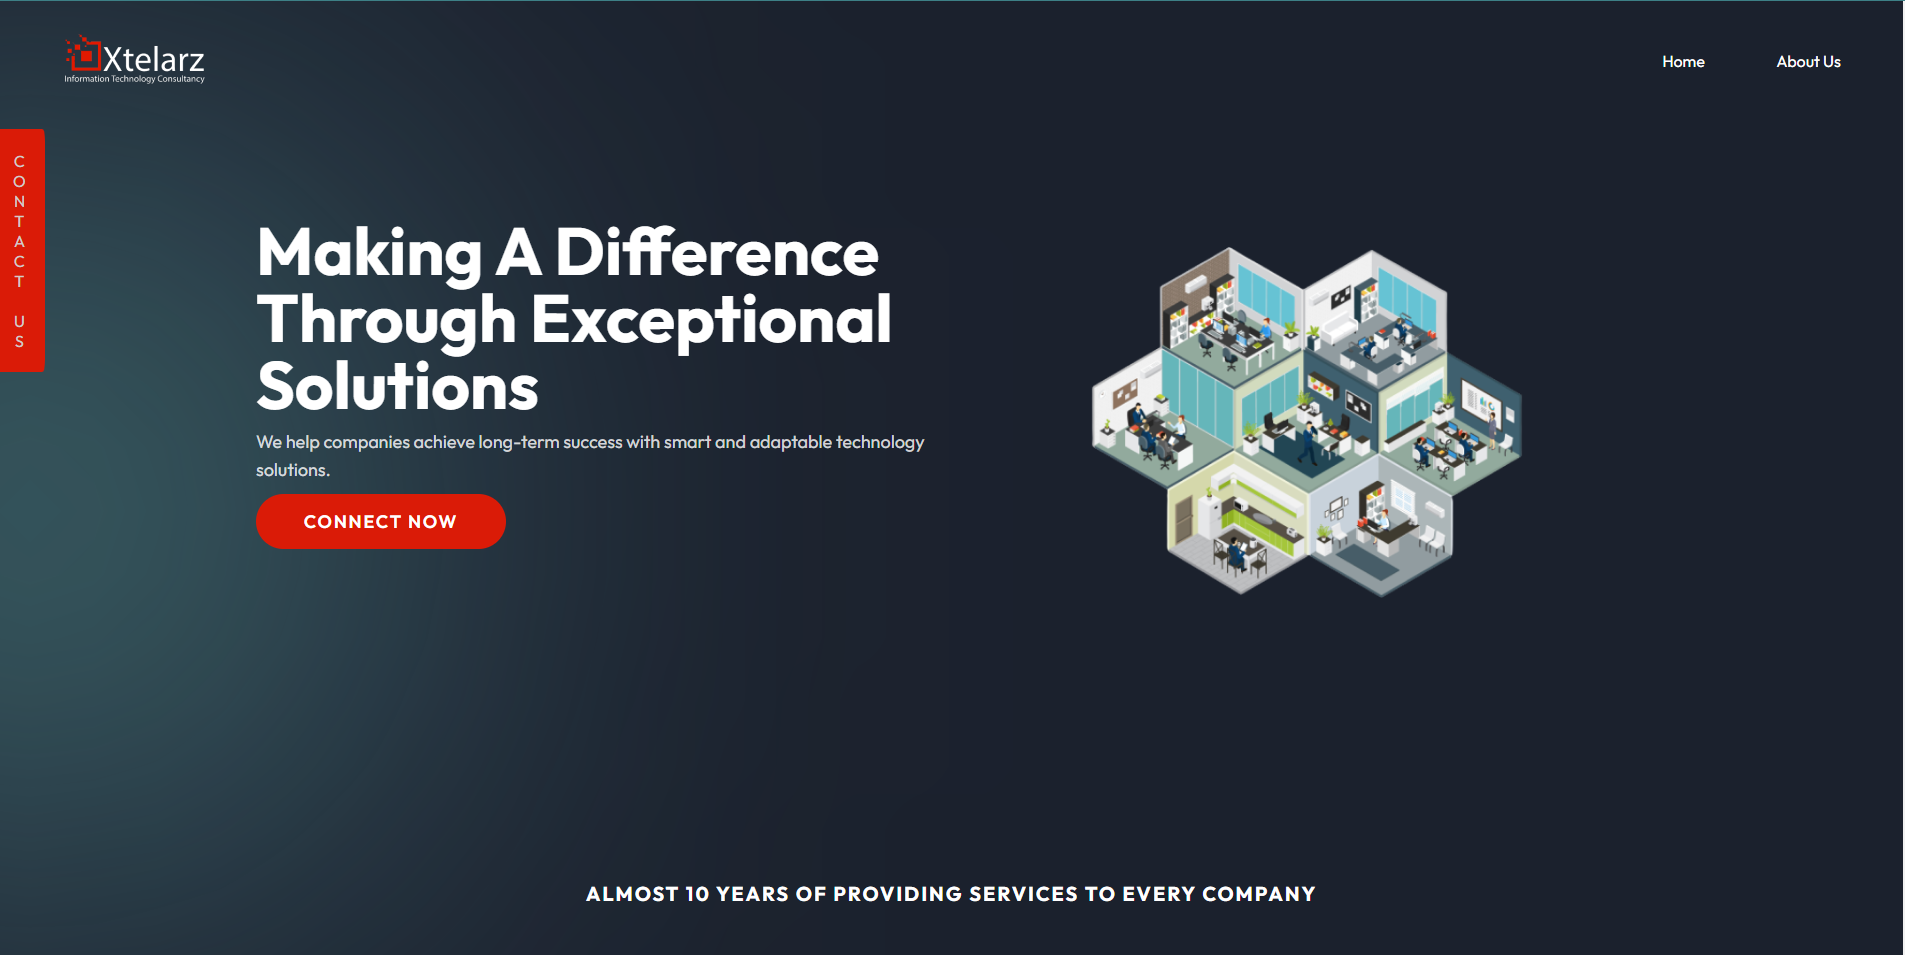 Xtelarz
Information Technology Consultancy
Home
About Us
CONTACT US
Making A Difference
Through Exceptional
Solutions
We help companies achieve long-term success with smart and adaptable technology
solutions.
CONNECT NOW
ALMOST 10 YEARS OF PROVIDING SERVICES TO EVERY COMPANY